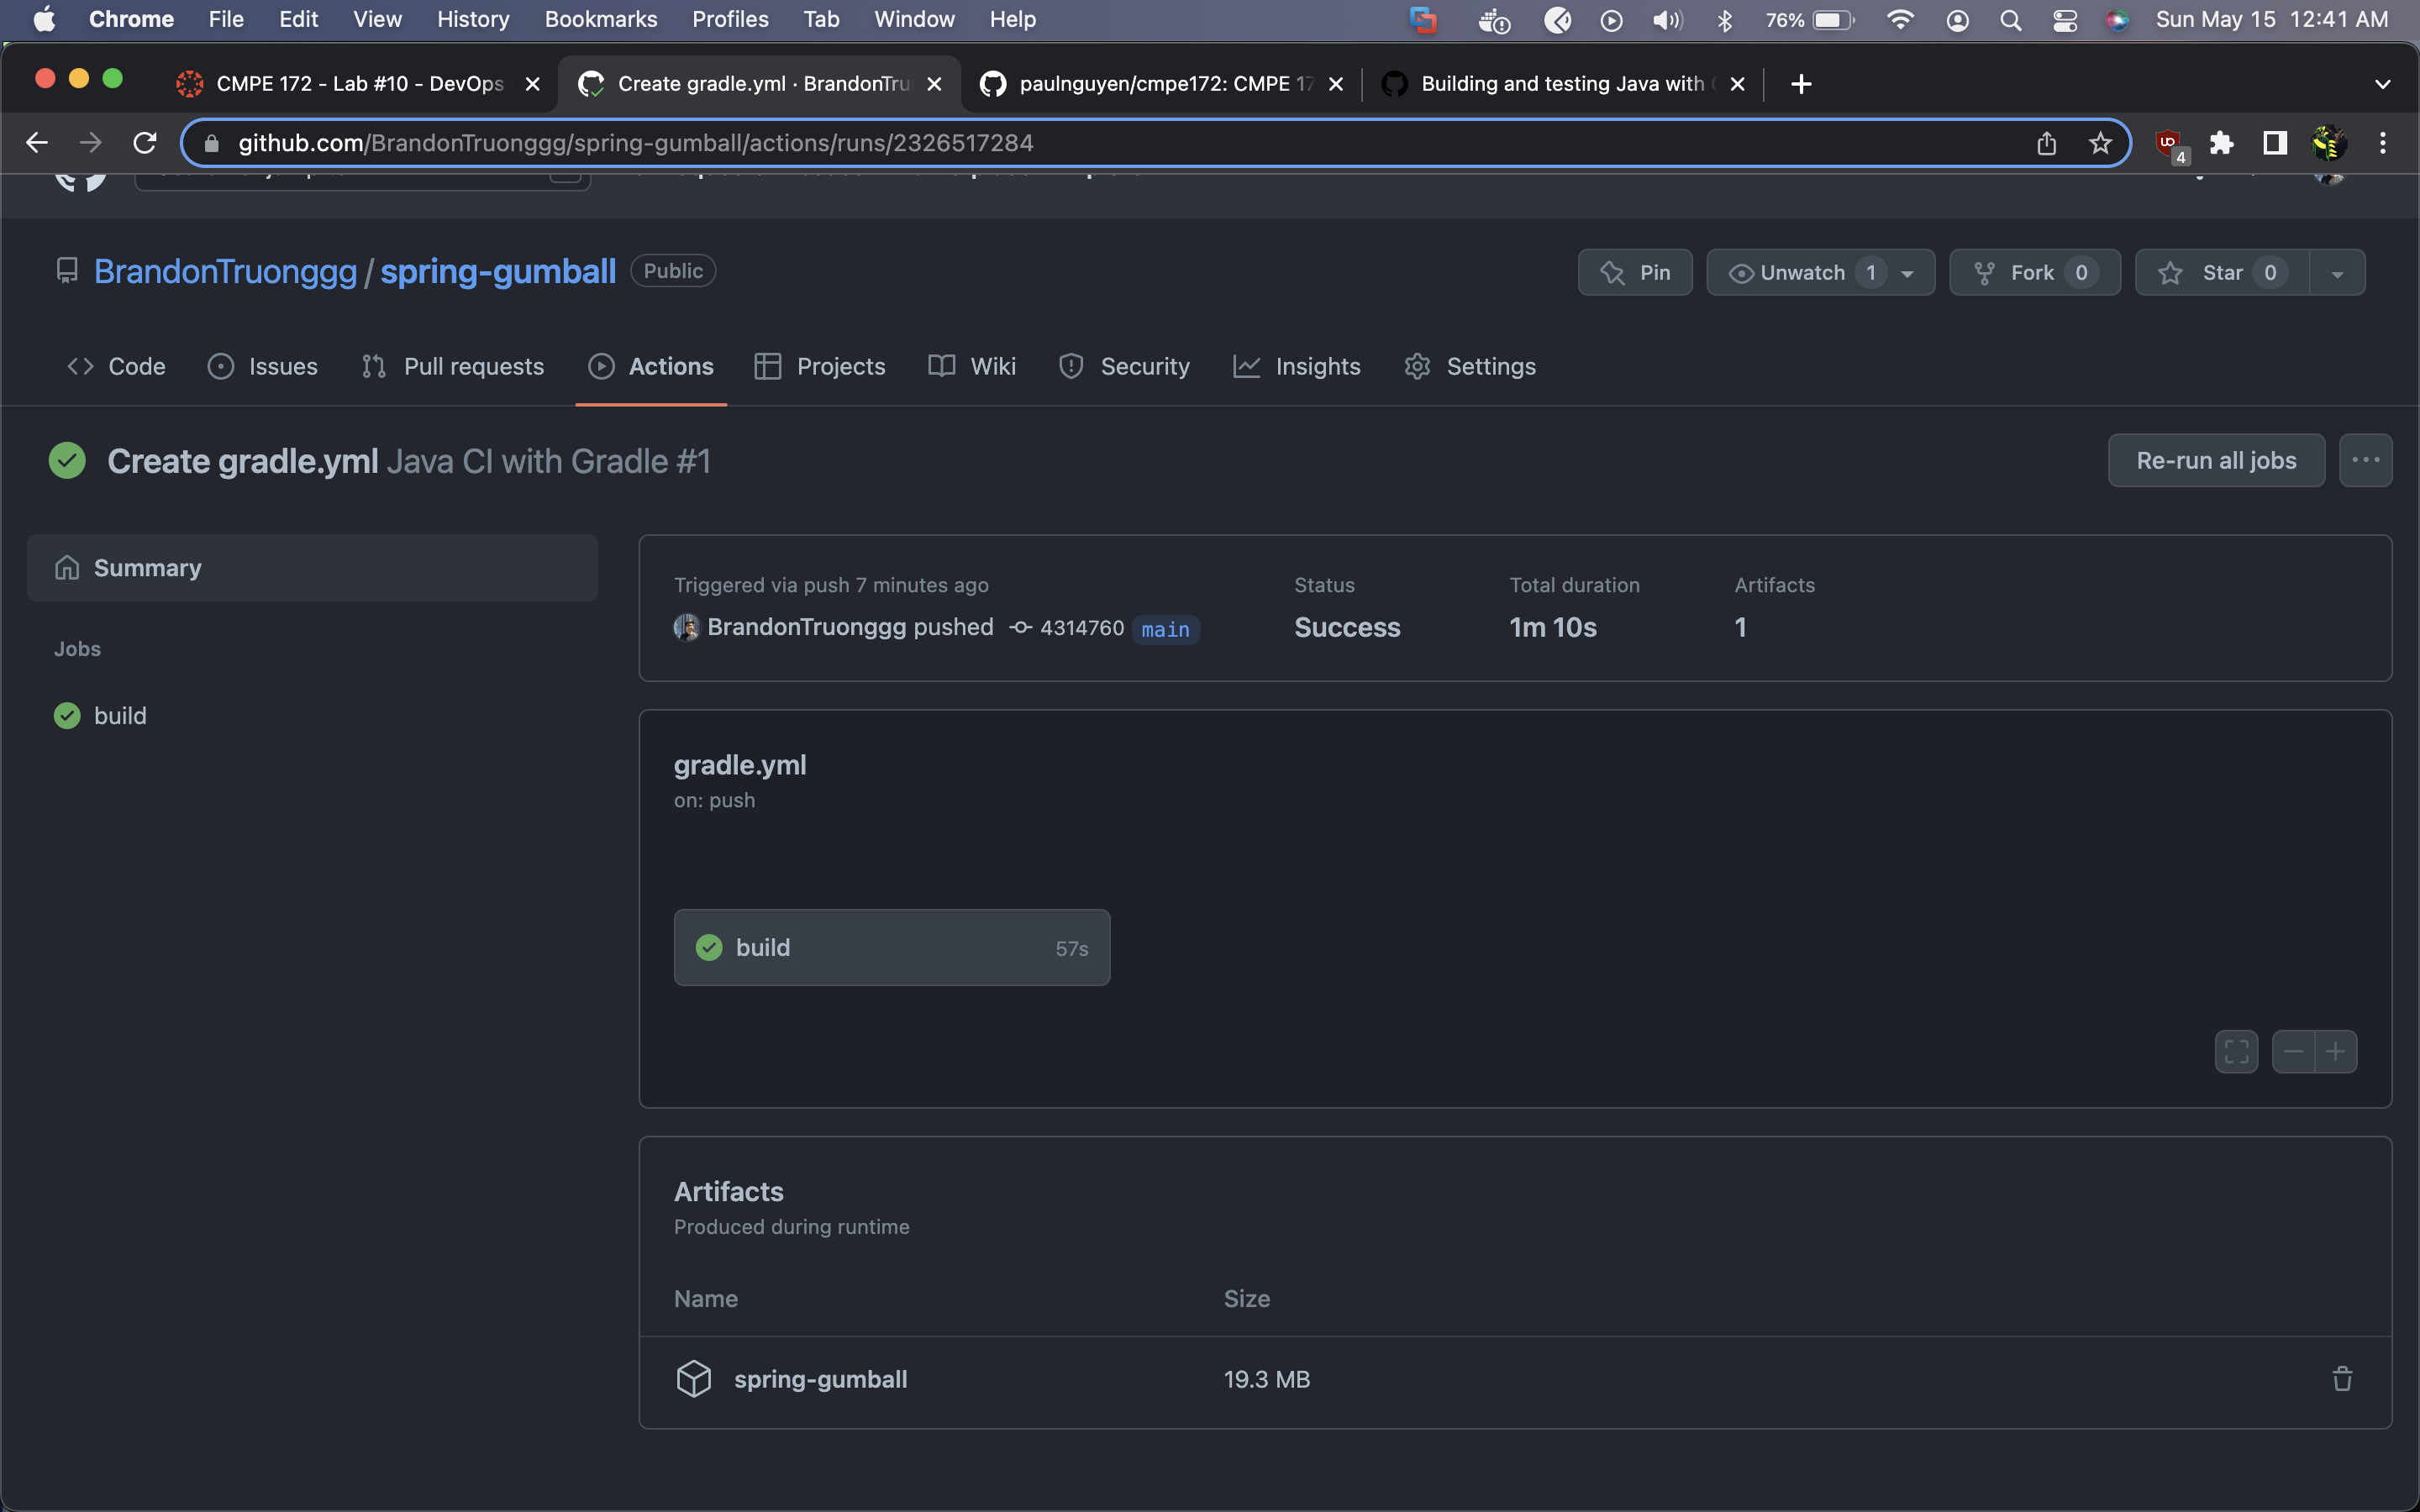 Chrome File Edit View History Bookmarks Profiles Tab Window Help 76% Sun May 15 12:41 AM
CMPE 172 - Lab #10 - DevOps Create gradle.yml · BrandonTru paulnguyen/cmpe172: CMPE 17 Building and testing Java with
github.com/BrandonTruonggg/spring-gumball/actions/runs/2326517284 4
BrandonTruonggg / spring-gumball Public Pin Unwatch 1 Fork 0 Star 0
Code Issues Pull requests Actions Projects Wiki Security Insights Settings
Create gradle.yml Java CI with Gradle #1 Re-run all jobs
Summary
Jobs
build
Triggered via push 7 minutes ago Status Total duration Artifacts
BrandonTruonggg pushed 4314760 main Success 1m 10s 1
gradle.yml
on: push
build 57s
Artifacts
Produced during runtime
Name Size
spring-gumball 19.3 MB